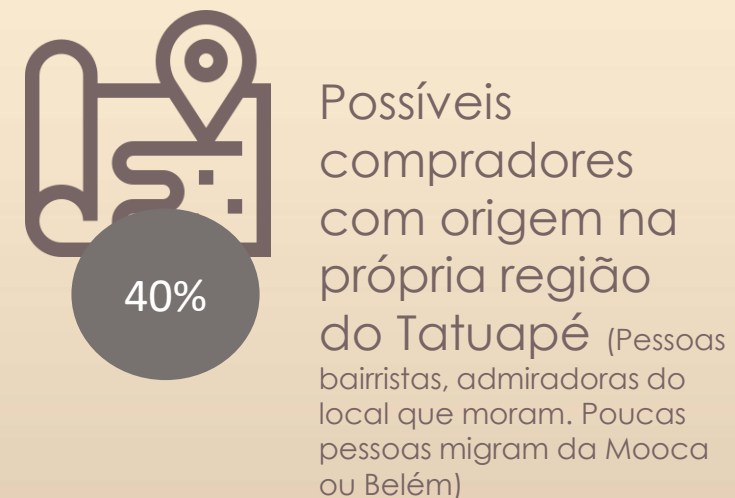 40%
Possíveis
compradores
com origem na
própria região
do Tatuapé (Pessoas
bairristas, admiradoras do
local que moram. Poucas
pessoas migram da Mooca
ou Belém)